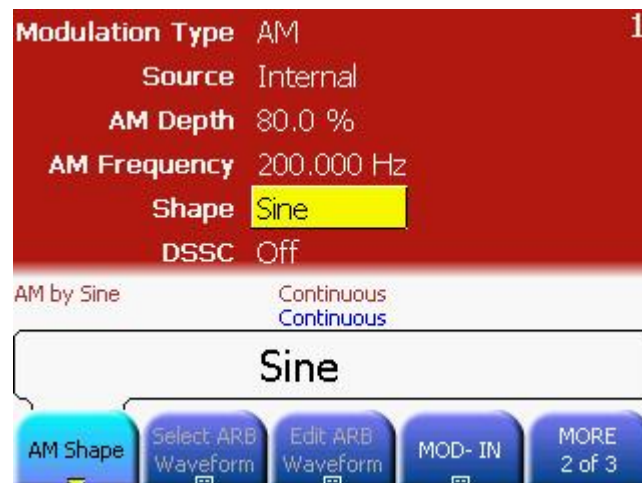 Modulation Type AM 1
Source Internal
AM Depth 80.0 %
AM Frequency 200.000 Hz
Shape Sine
DSSC Off
AM by Sine Continuous
Continuous
Sine
AM Shape
Select ARB Waveform
Edit ARB Waveform
MOD- IN
MORE 2 of 3